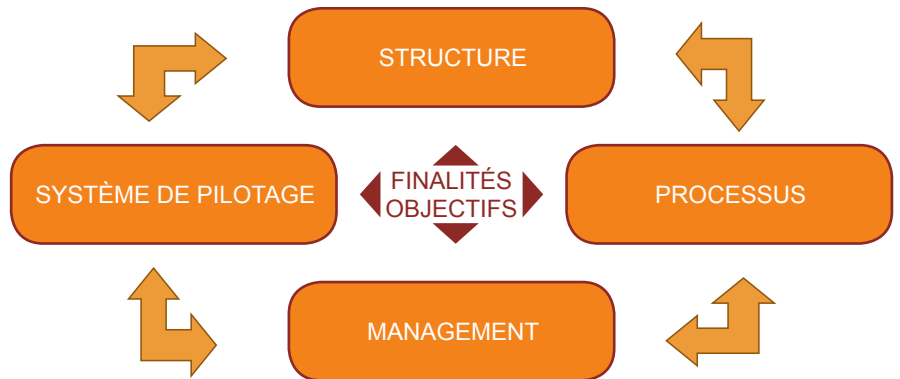 STRUCTURE
SYSTÈME DE PILOTAGE
FINALITÉS
OBJECTIFS
PROCESSUS
MANAGEMENT